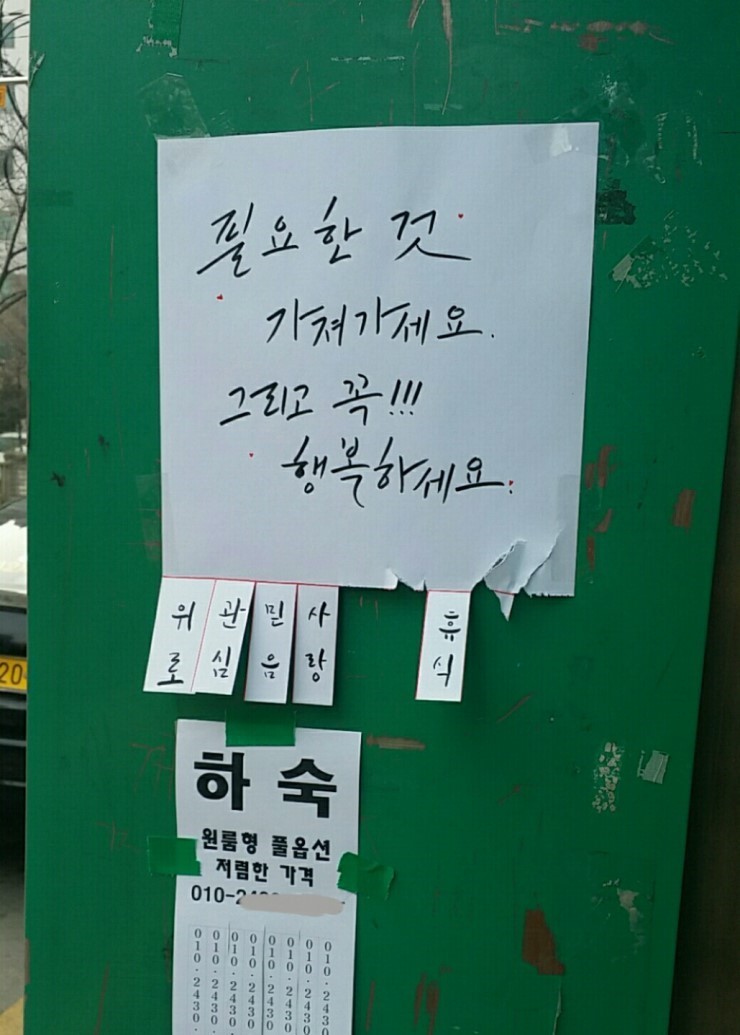 필요한 것
가져가세요.
그리고 꼭!!!
행복하세요.
위로
관심
믿음
사랑
휴식
하숙
원룸형 풀옵션
저렴한 가격
010-2
010-2430
010-2430
010-2430
010-2430
010-2430
010-2430
010-2430
20